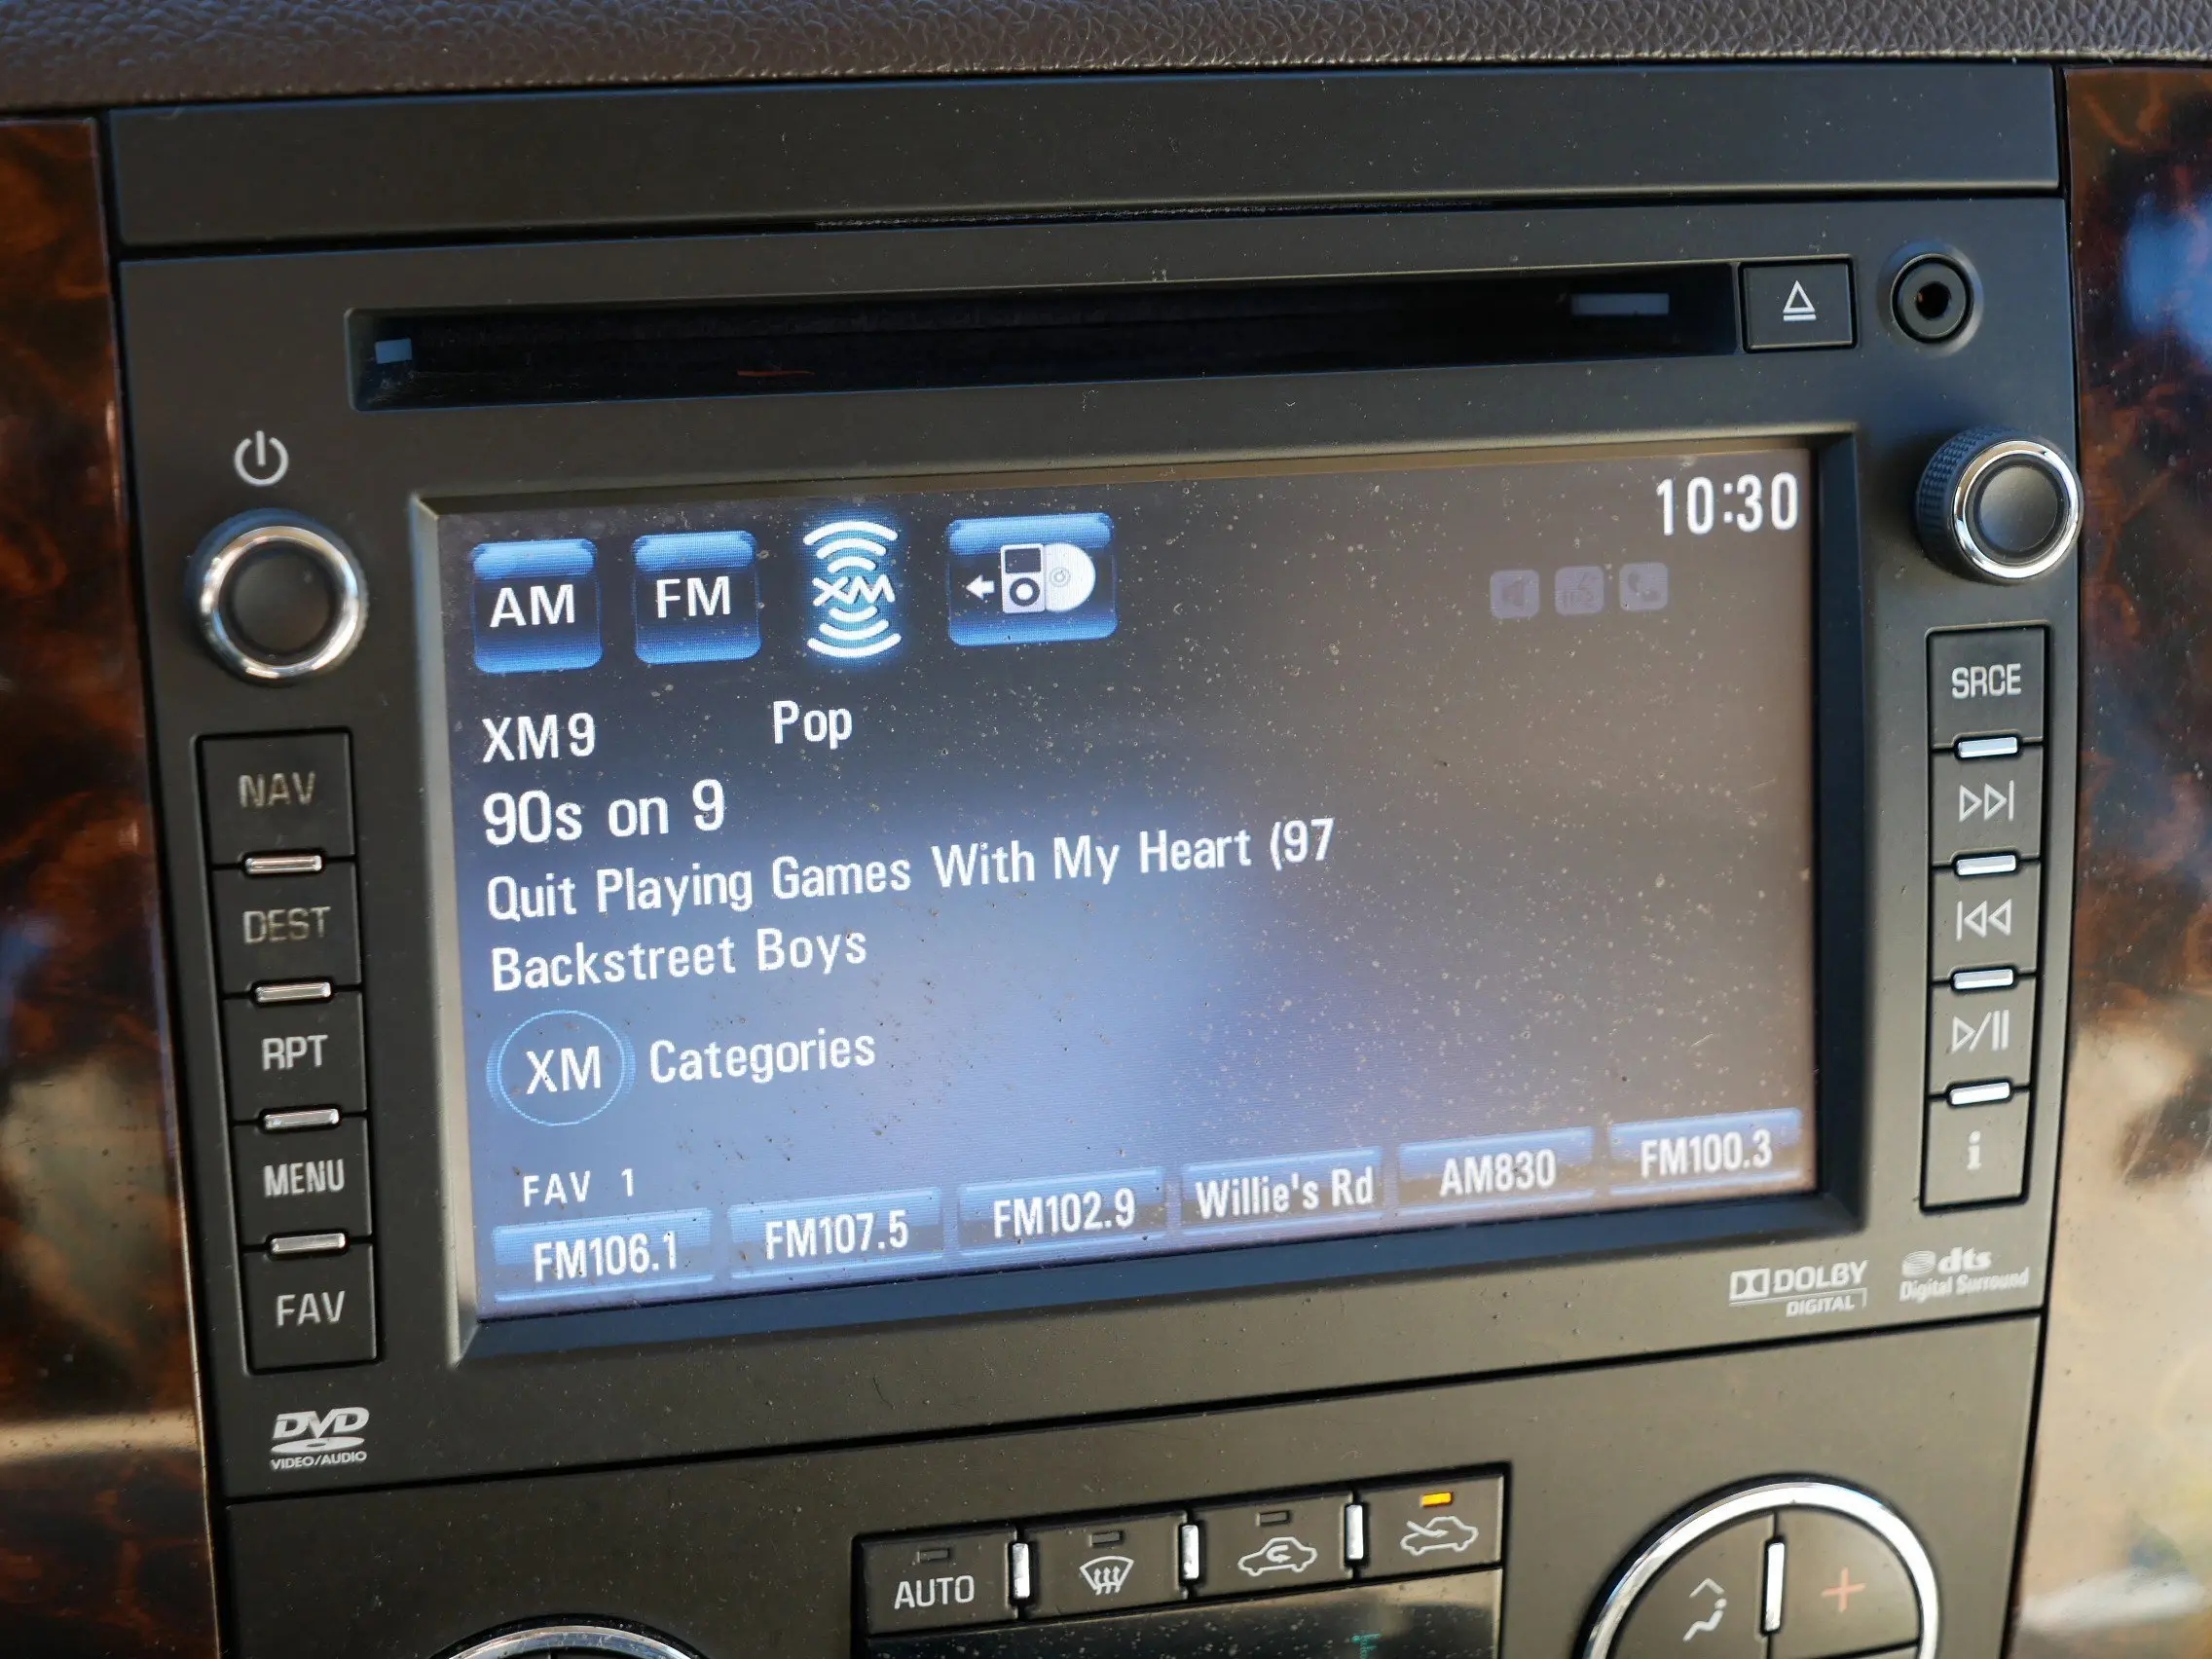 10:30
AM FM XM
XM9 Pop
90s on 9
Quit Playing Games With My Heart (97
Backstreet Boys
XM Categories
FAV 1
FM106.1 FM107.5 FM102.9 Willie's Rd AM830 FM100.3
NAV
DEST
RPT
MENU
FAV
SRCE
i
DVD
VIDEO/AUDIO
DOLBY
DIGITAL
dts
Digital Surround
AUTO